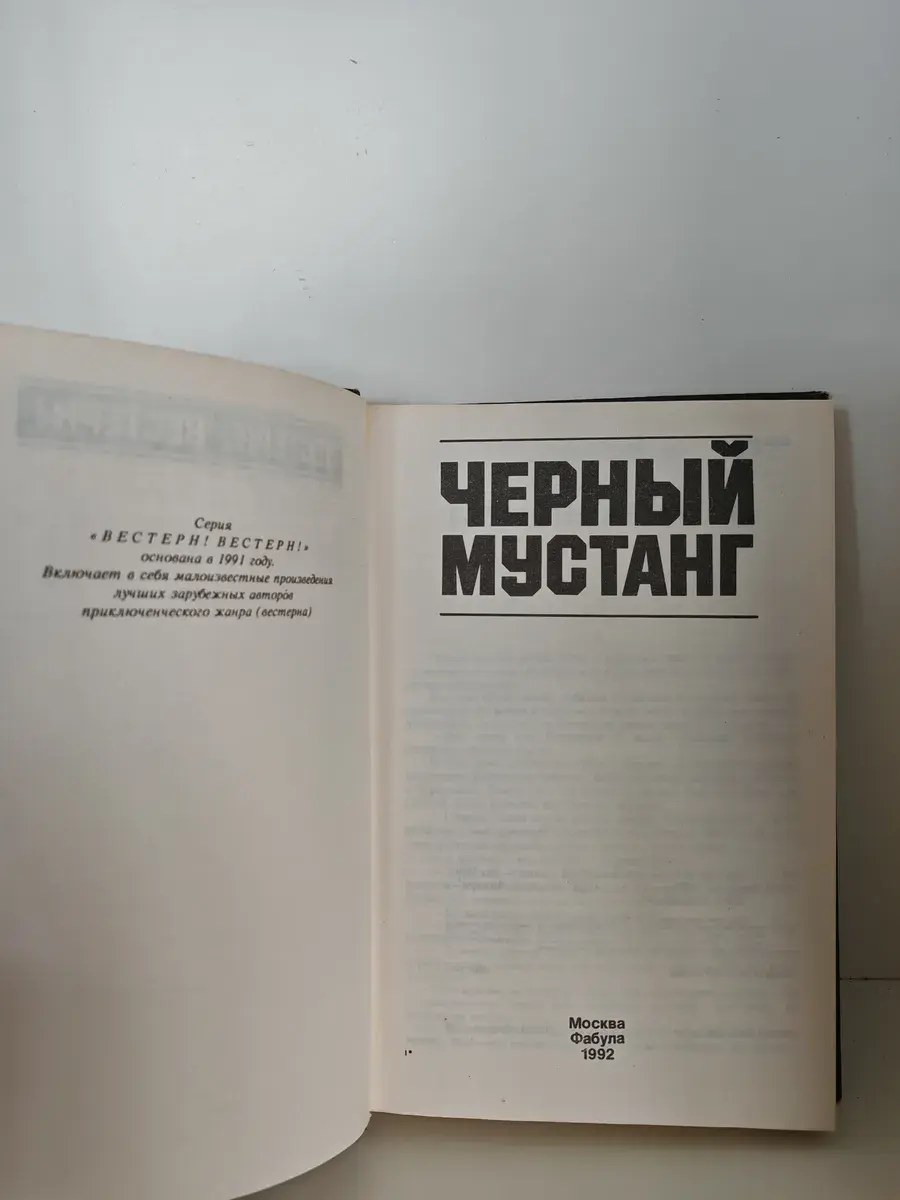 Серия
«ВЕСТЕРН! ВЕСТЕРН!»
основана в 1991 году.
Включает в себя малоизвестные произведения
лучших зарубежных авторов
приключенческого жанра (вестерна)
ЧЕРНЫЙ
МУСТАНГ
Москва
Фабула
1992
1*